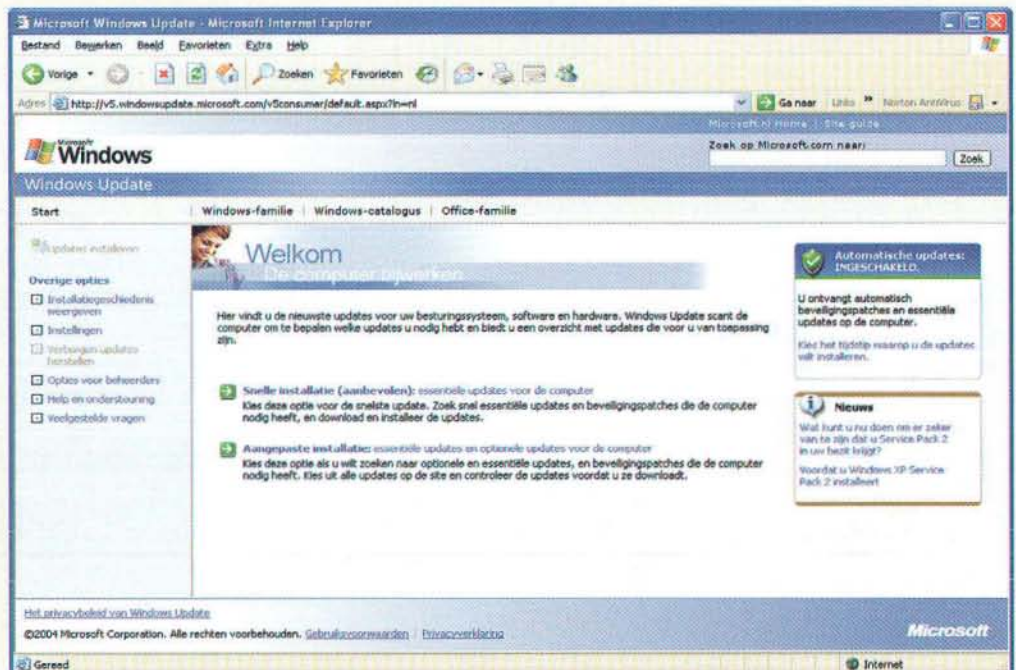 Microsoft Windows Update - Microsoft Internet Explorer
Bestand Bewerken Beeld Favorieten Extra Help
Vorige Zoeken Favorieten
Adres http://v5.windowsupdate.microsoft.com/v5consumer/default.aspx?ln=nl Ga naar Links » Norton AntiVirus
Microsoft.nl Home | Site guide
Microsoft Windows
Zoek op Microsoft.com naar:
Zoek
Windows Update
Start
Windows-familie | Windows-catalogus | Office-familie
Updates installeren
Overige opties
Installatiegeschiedenis
weergeven
Instellingen
Verborgen updates
herstellen
Opties voor beheerders
Help en ondersteuning
Veelgestelde vragen
Welkom
De computer bijwerken
Hier vindt u de nieuwste updates voor uw besturingssysteem, software en hardware. Windows Update scant de
computer om te bepalen welke updates u nodig hebt en biedt u een overzicht met updates die voor u van toepassing
zijn.
Snelle installatie (aanbevolen): essentiële updates voor de computer
Kies deze optie voor de snelste update. Zoek snel essentiële updates en beveiligingspatches die de computer
nodig heeft, en download en installeer de updates.
Aangepaste installatie: essentiële updates en optionele updates voor de computer
Kies deze optie als u wilt zoeken naar optionele en essentiële updates, en beveiligingspatches die de computer
nodig heeft. Kies uit alle updates op de site en controleer de updates voordat u ze downloadt.
Automatische updates:
INGESCHAKELD.
U ontvangt automatisch
beveiligingspatches en essentiële
updates op de computer.
Kies het tijdstip waarop u de updates
wilt installeren.
Nieuws
Wat kunt u nu doen om er zeker
van te zijn dat u Service Pack 2
in uw bezit krijgt?
Voordat u Windows XP Service
Pack 2 installeert
Het privacybeleid van Windows Update
©2004 Microsoft Corporation. Alle rechten voorbehouden. Gebruiksvoorwaarden | Privacyverklaring
Microsoft
Gereed
Internet